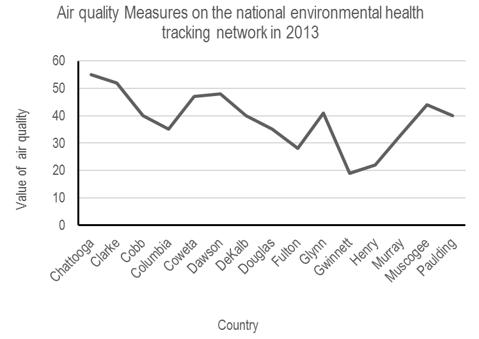 Air quality Measures on the national environmental health
tracking network in 2013
60
50
40
30
20
10
0
Value of air quality
Chattooga
Clarke
Cobb
Columbia
Coweta
Dawson
DeKalb
Douglas
Fulton
Glynn
Gwinnett
Henry
Murray
Muscogee
Paulding
Country